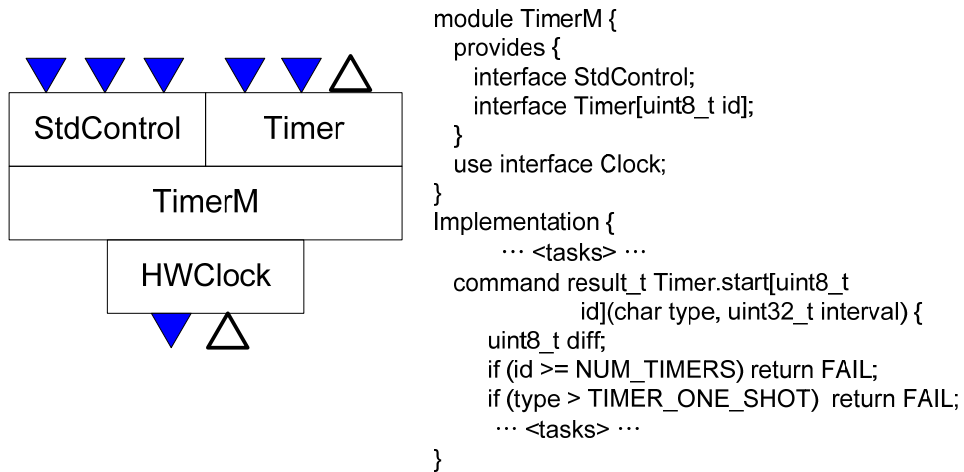 StdControl
Timer
TimerM
HWClock
module TimerM {
provides {
interface StdControl;
interface Timer[uint8_t id];
}
use interface Clock;
}
Implementation {
··· <tasks> ···
command result_t Timer.start[uint8_t
id](char type, uint32_t interval) {
uint8_t diff;
if (id >= NUM_TIMERS) return FAIL;
if (type > TIMER_ONE_SHOT) return FAIL;
··· <tasks> ···
}